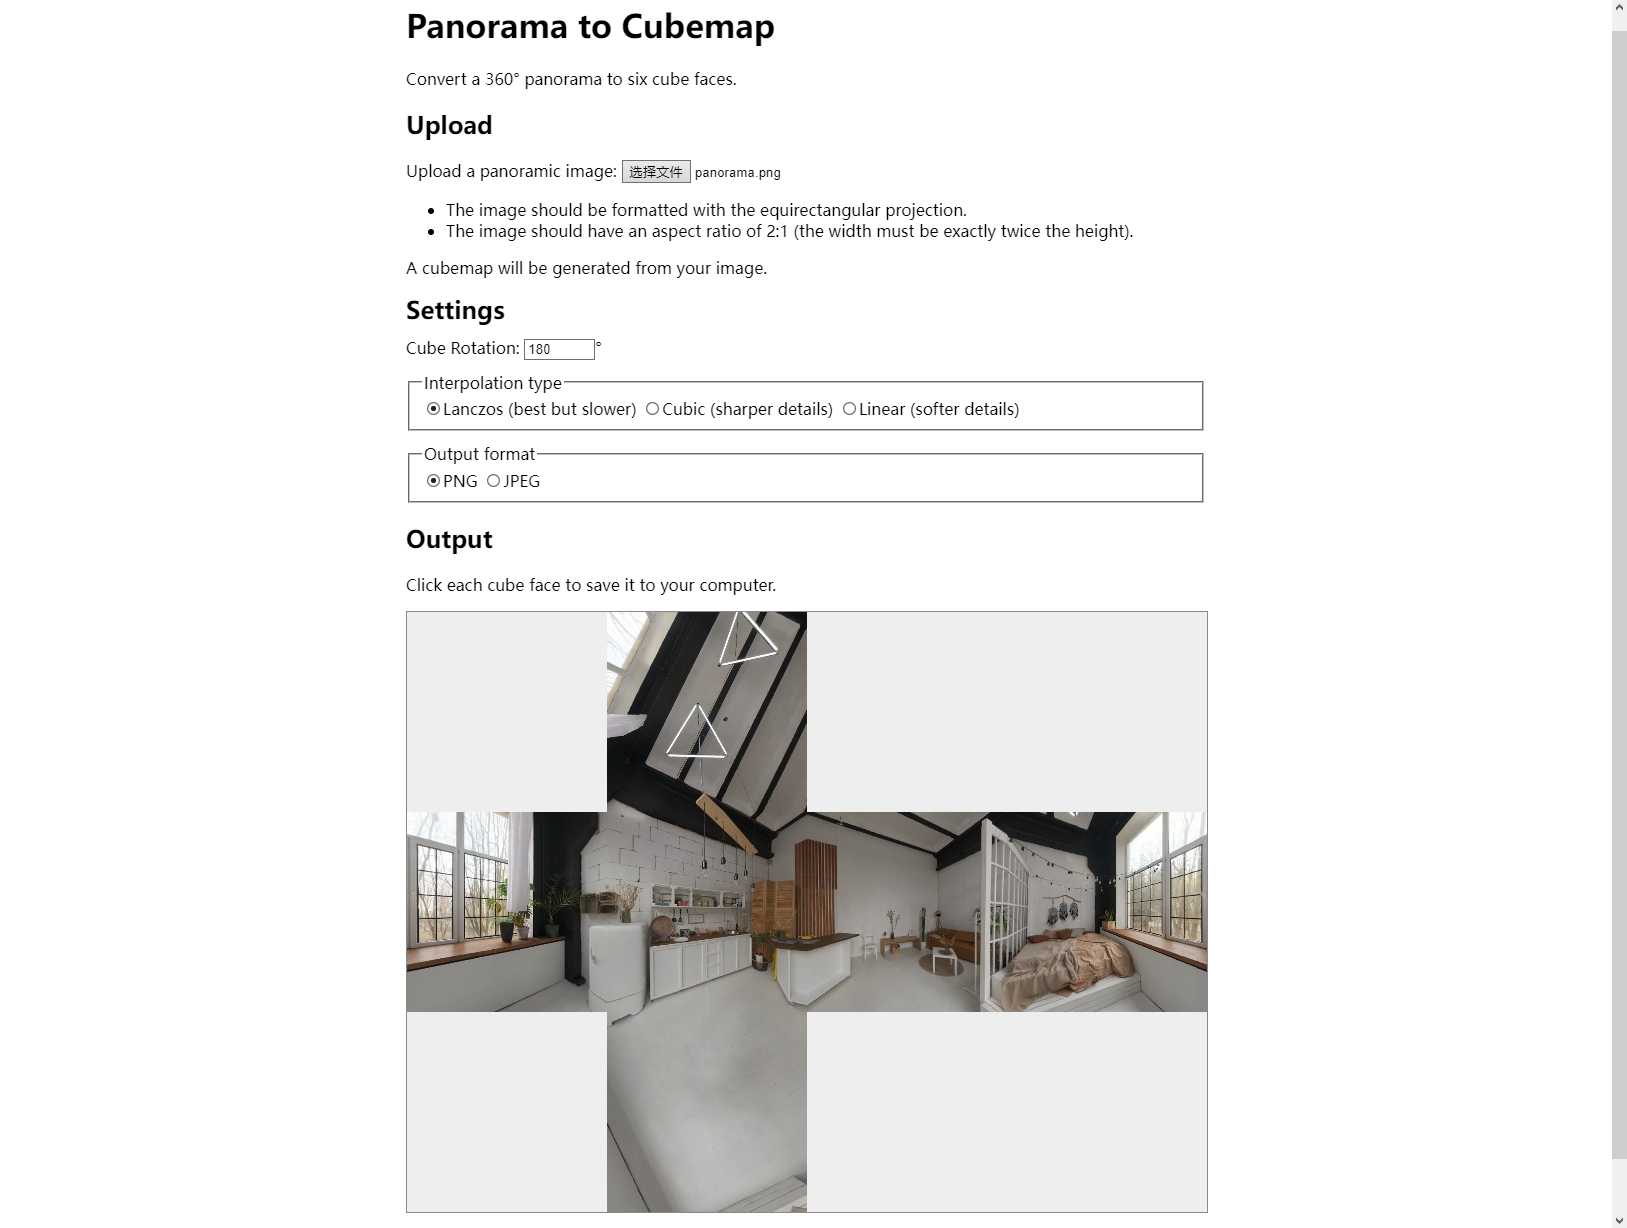 Panorama to Cubemap
Convert a 360° panorama to six cube faces.
Upload
Upload a panoramic image: 选择文件 panorama.png
• The image should be formatted with the equirectangular projection.
• The image should have an aspect ratio of 2:1 (the width must be exactly twice the height).
A cubemap will be generated from your image.
Settings
Cube Rotation: 180°
Interpolation type
Lanczos (best but slower) Cubic (sharper details) Linear (softer details)
Output format
PNG JPEG
Output
Click each cube face to save it to your computer.